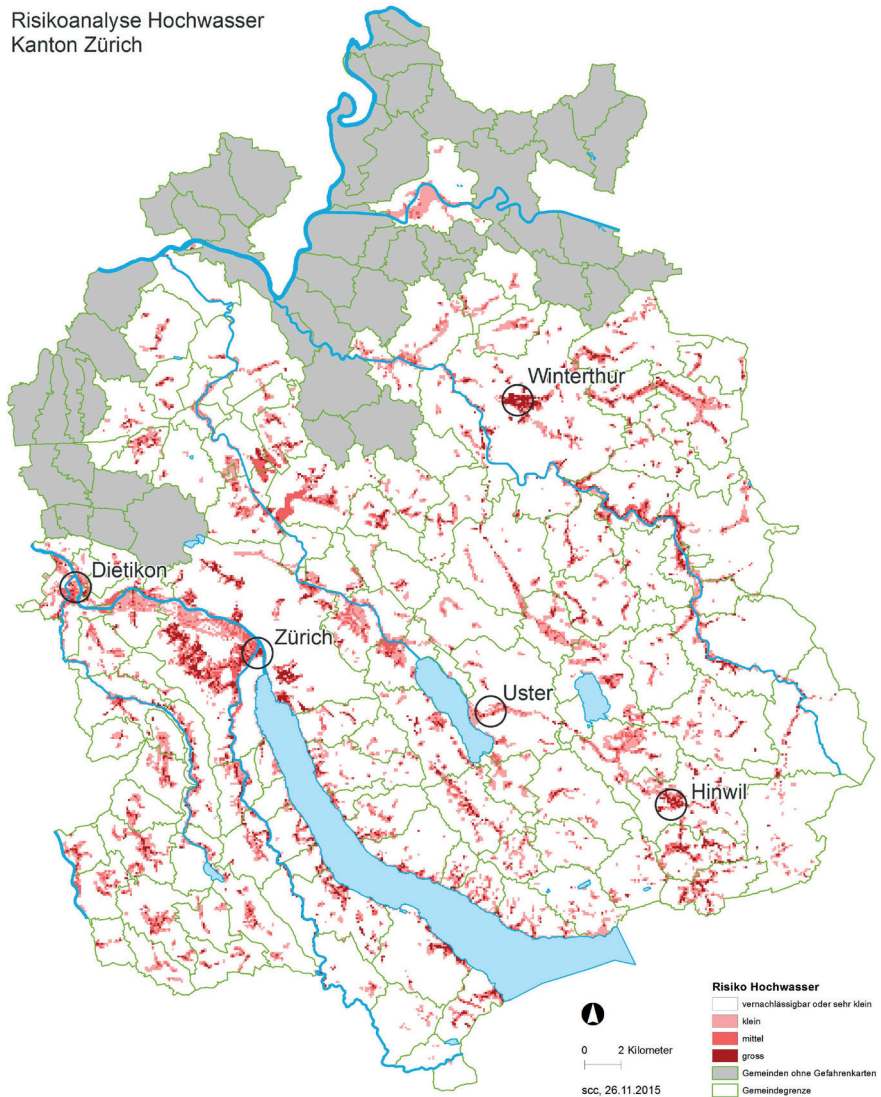 Risikoanalyse Hochwasser
Kanton Zürich
Winterthur
Dietikon
Zürich
Uster
Hinwil
Risiko Hochwasser
vernachlässigbar oder sehr klein
klein
mittel
gross
Gemeinden ohne Gefahrenkarten
Gemeindegrenze
0 2 Kilometer
scc, 26.11.2015